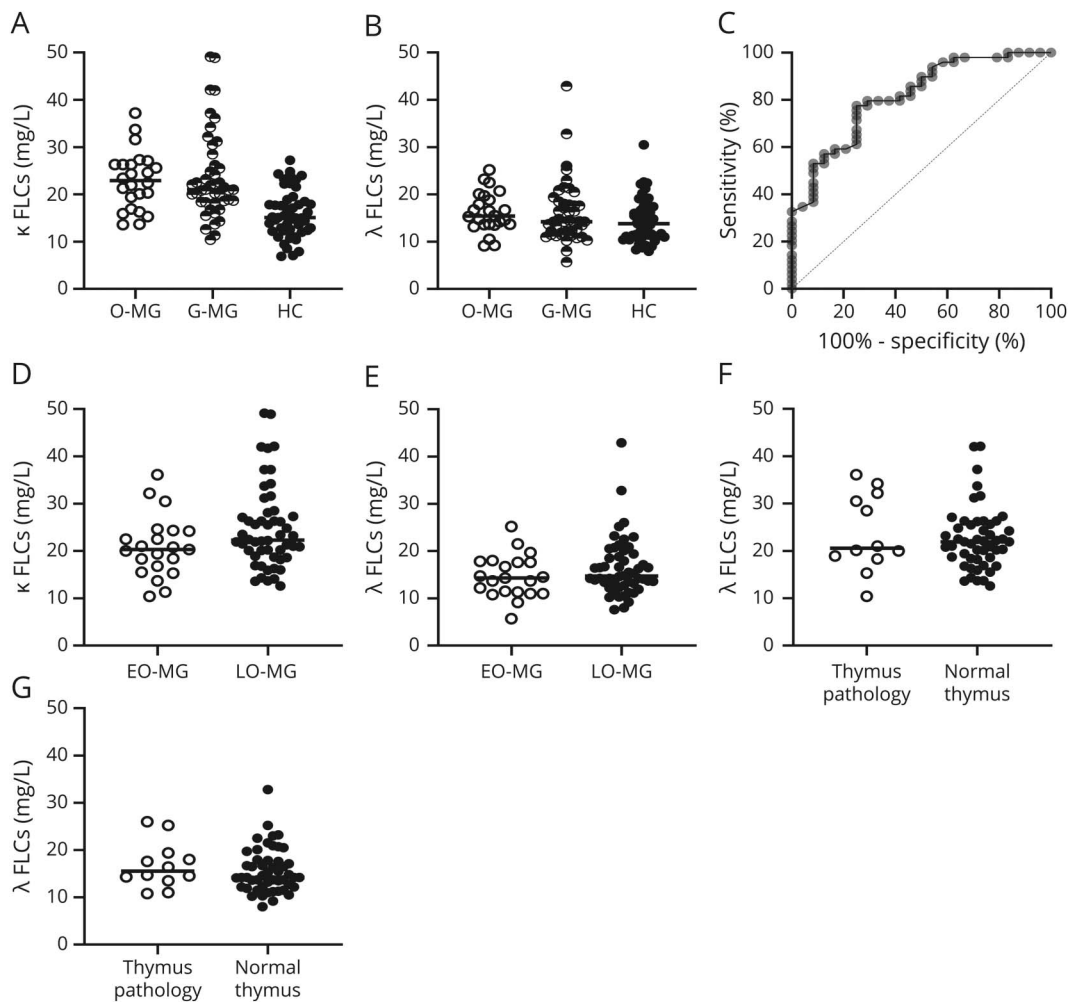 A
κ FLCs (mg/L)
50
40
30
20
10
0
O-MG G-MG HC
B
λ FLCs (mg/L)
50
40
30
20
10
0
O-MG G-MG HC
C
Sensitivity (%)
100
80
60
40
20
0
0 20 40 60 80 100
100% - specificity (%)
D
κ FLCs (mg/L)
50
40
30
20
10
0
EO-MG LO-MG
E
λ FLCs (mg/L)
50
40
30
20
10
0
EO-MG LO-MG
F
λ FLCs (mg/L)
50
40
30
20
10
0
Thymus Normal
pathology thymus
G
λ FLCs (mg/L)
50
40
30
20
10
0
Thymus Normal
pathology thymus